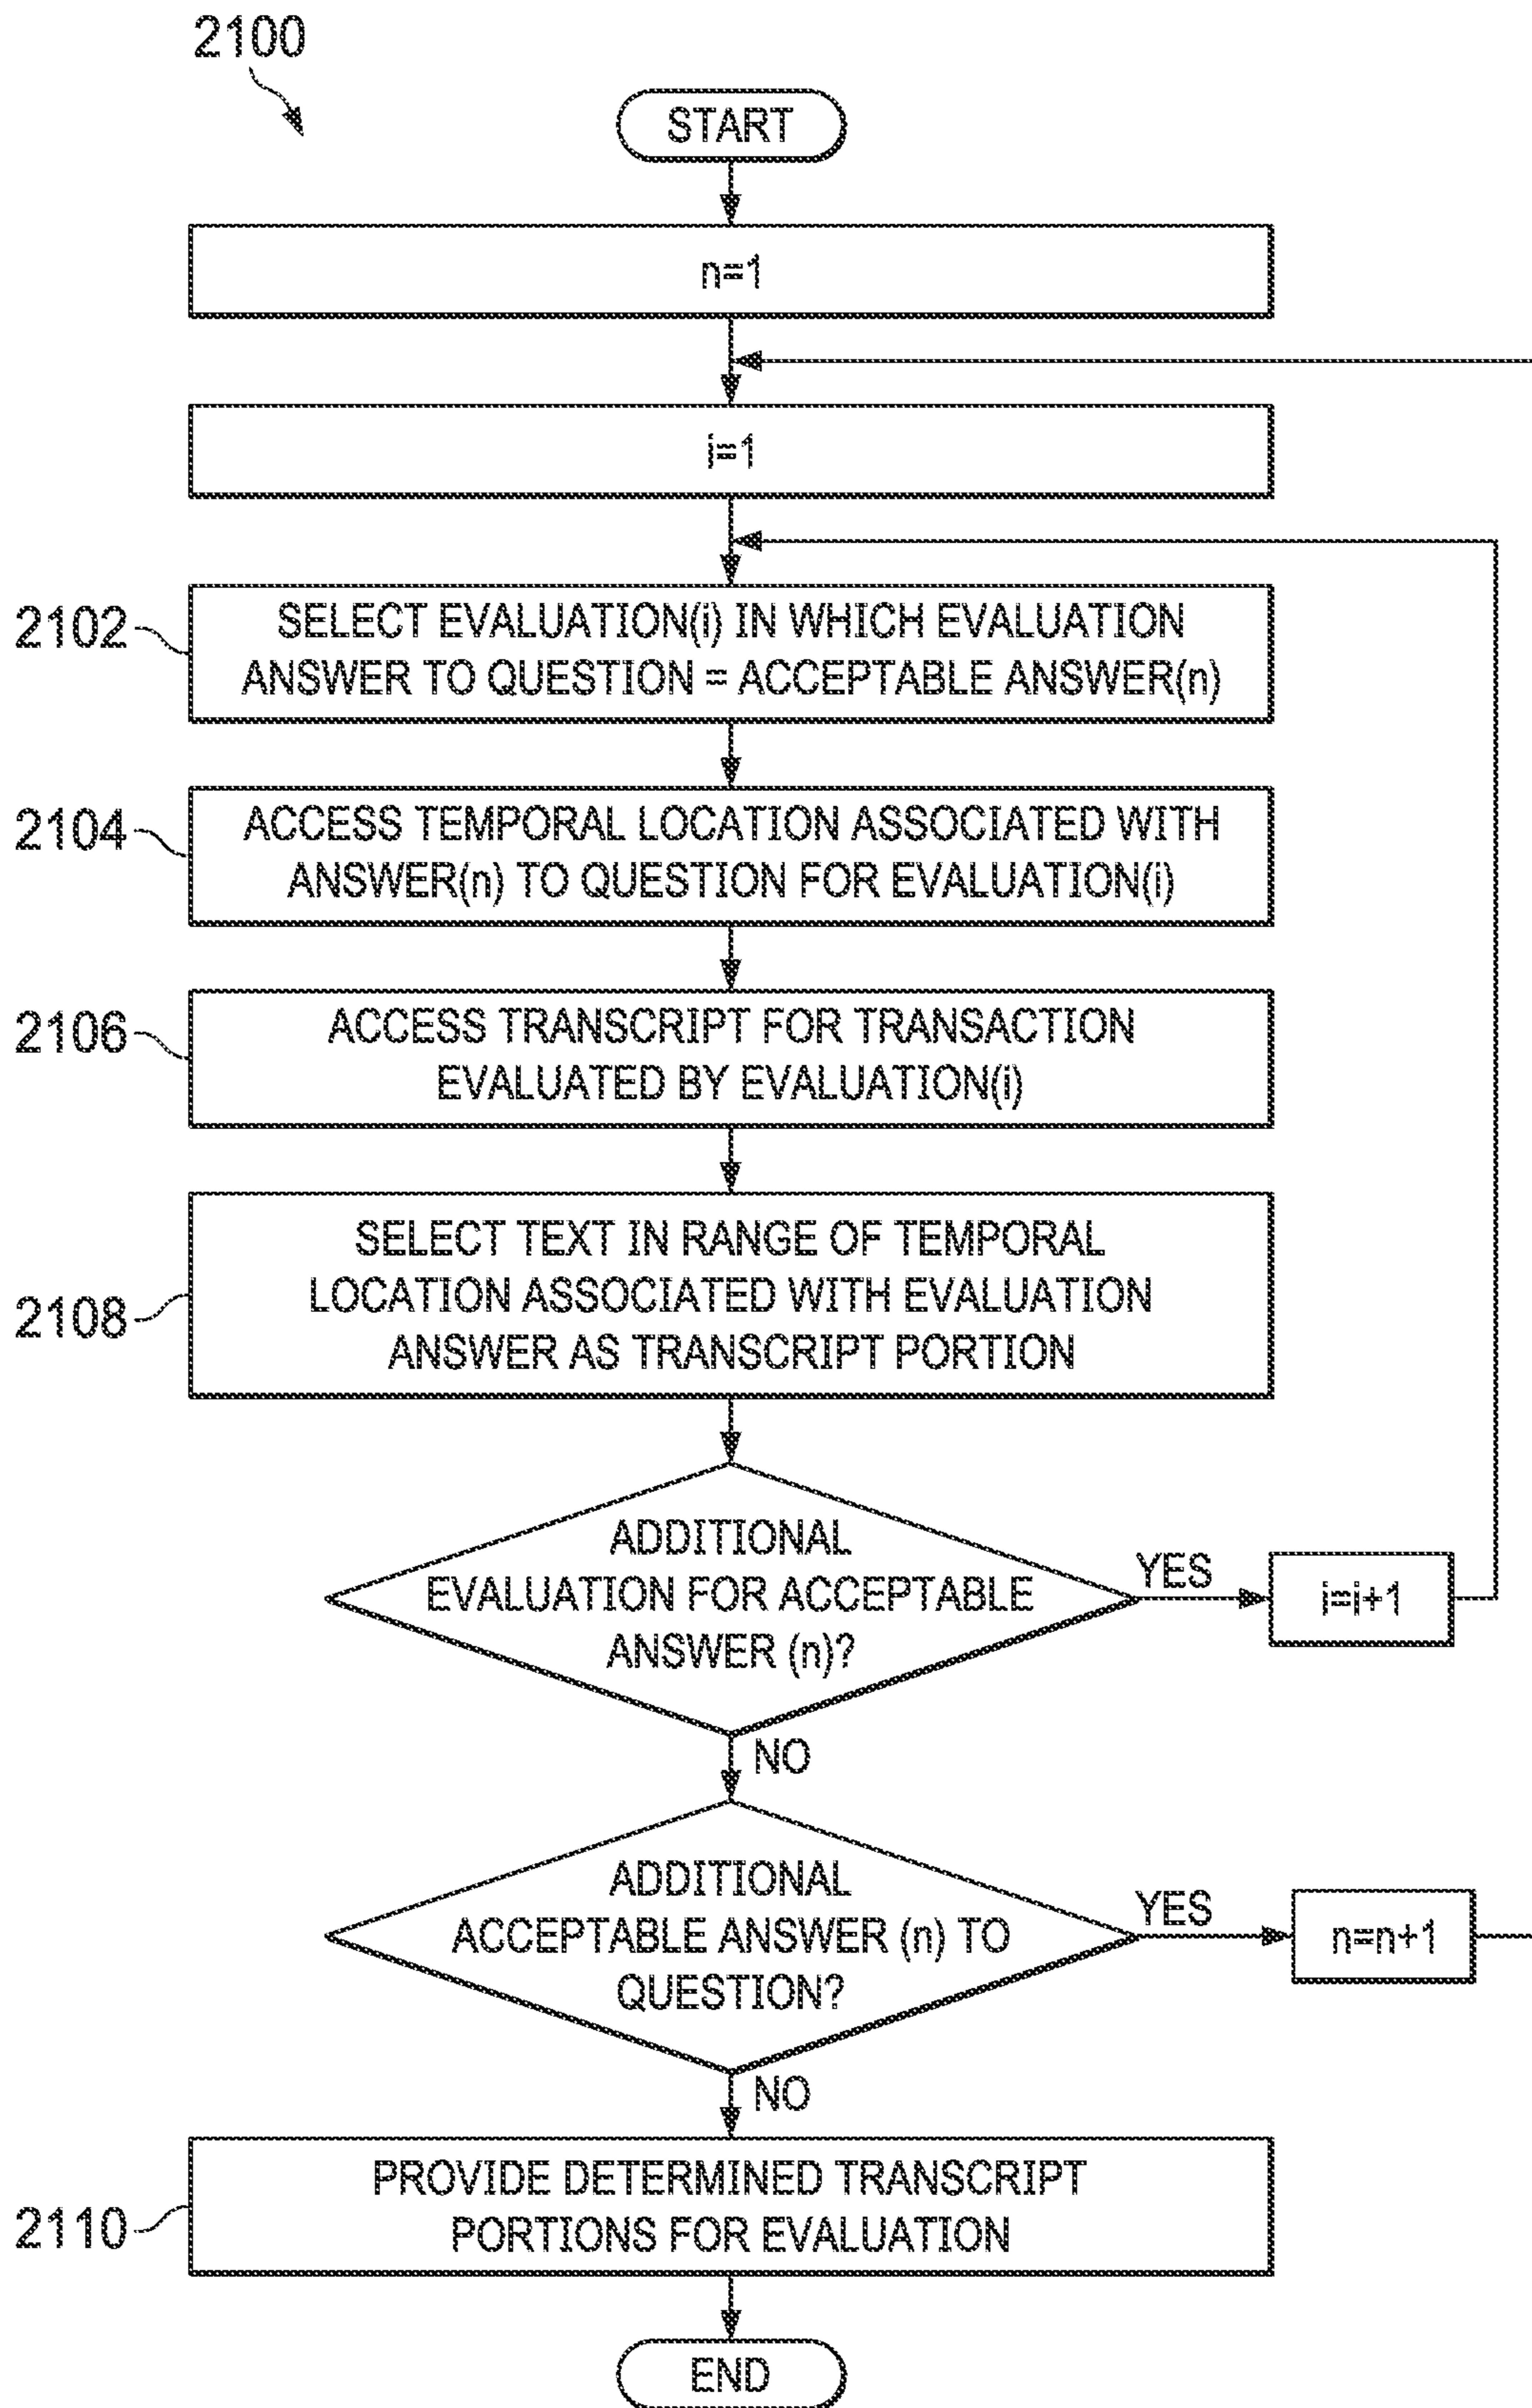 2100
START
n=1
i=1
2102
SELECT EVALUATION(i) IN WHICH EVALUATION
ANSWER TO QUESTION = ACCEPTABLE ANSWER(n)
2104
ACCESS TEMPORAL LOCATION ASSOCIATED WITH
ANSWER(n) TO QUESTION FOR EVALUATION(i)
2106
ACCESS TRANSCRIPT FOR TRANSACTION
EVALUATED BY EVALUATION(i)
2108
SELECT TEXT IN RANGE OF TEMPORAL
LOCATION ASSOCIATED WITH EVALUATION
ANSWER AS TRANSCRIPT PORTION
ADDITIONAL
EVALUATION FOR ACCEPTABLE
ANSWER (n)?
YES
i=i+1
NO
ADDITIONAL
ACCEPTABLE ANSWER (n) TO
QUESTION?
YES
n=n+1
NO
2110
PROVIDE DETERMINED TRANSCRIPT
PORTIONS FOR EVALUATION
END